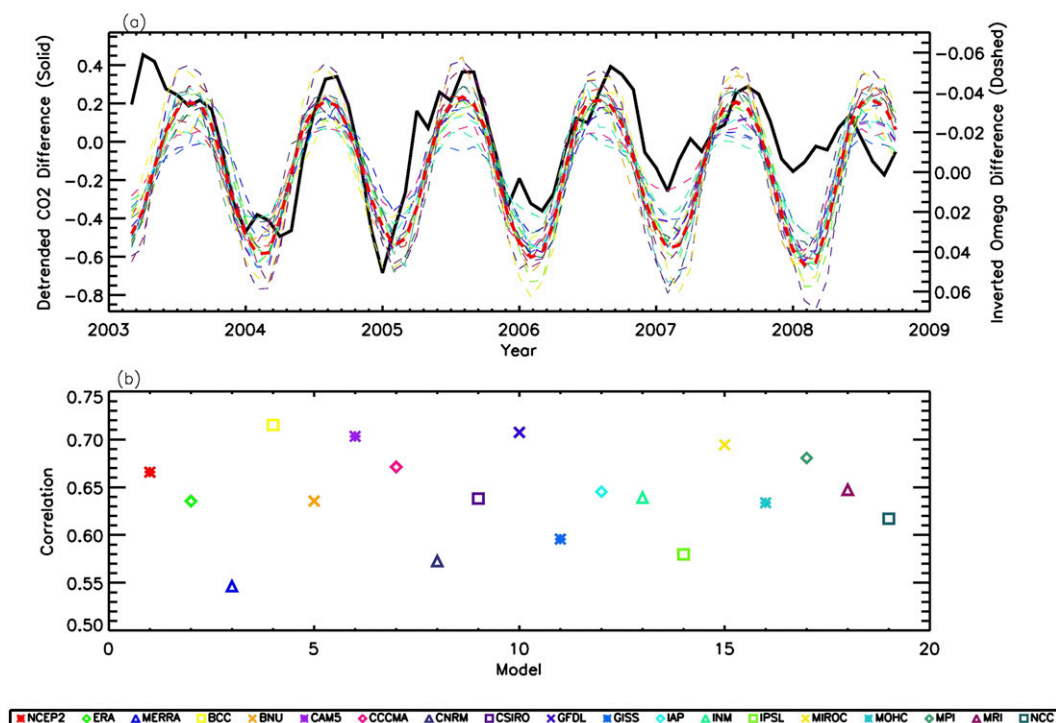 (a)
Detrended CO2 Difference (Solid)
0.4
0.2
0.0
−0.2
−0.4
−0.6
−0.8
-0.06
-0.04
-0.02
0.00
0.02
0.04
0.06
Inverted Omega Difference (Dashed)
2003 2004 2005 2006 2007 2008 2009
Year
(b)
Correlation
0.75
0.70
0.65
0.60
0.55
0.50
0 5 10 15 20
Model
NCEP2 ERA MERRA BCC BNU CAM5 CCCMA CNRM CSIRO GFDL GISS IAP INM IPSL MIROC MOHC MPI MRI NCC